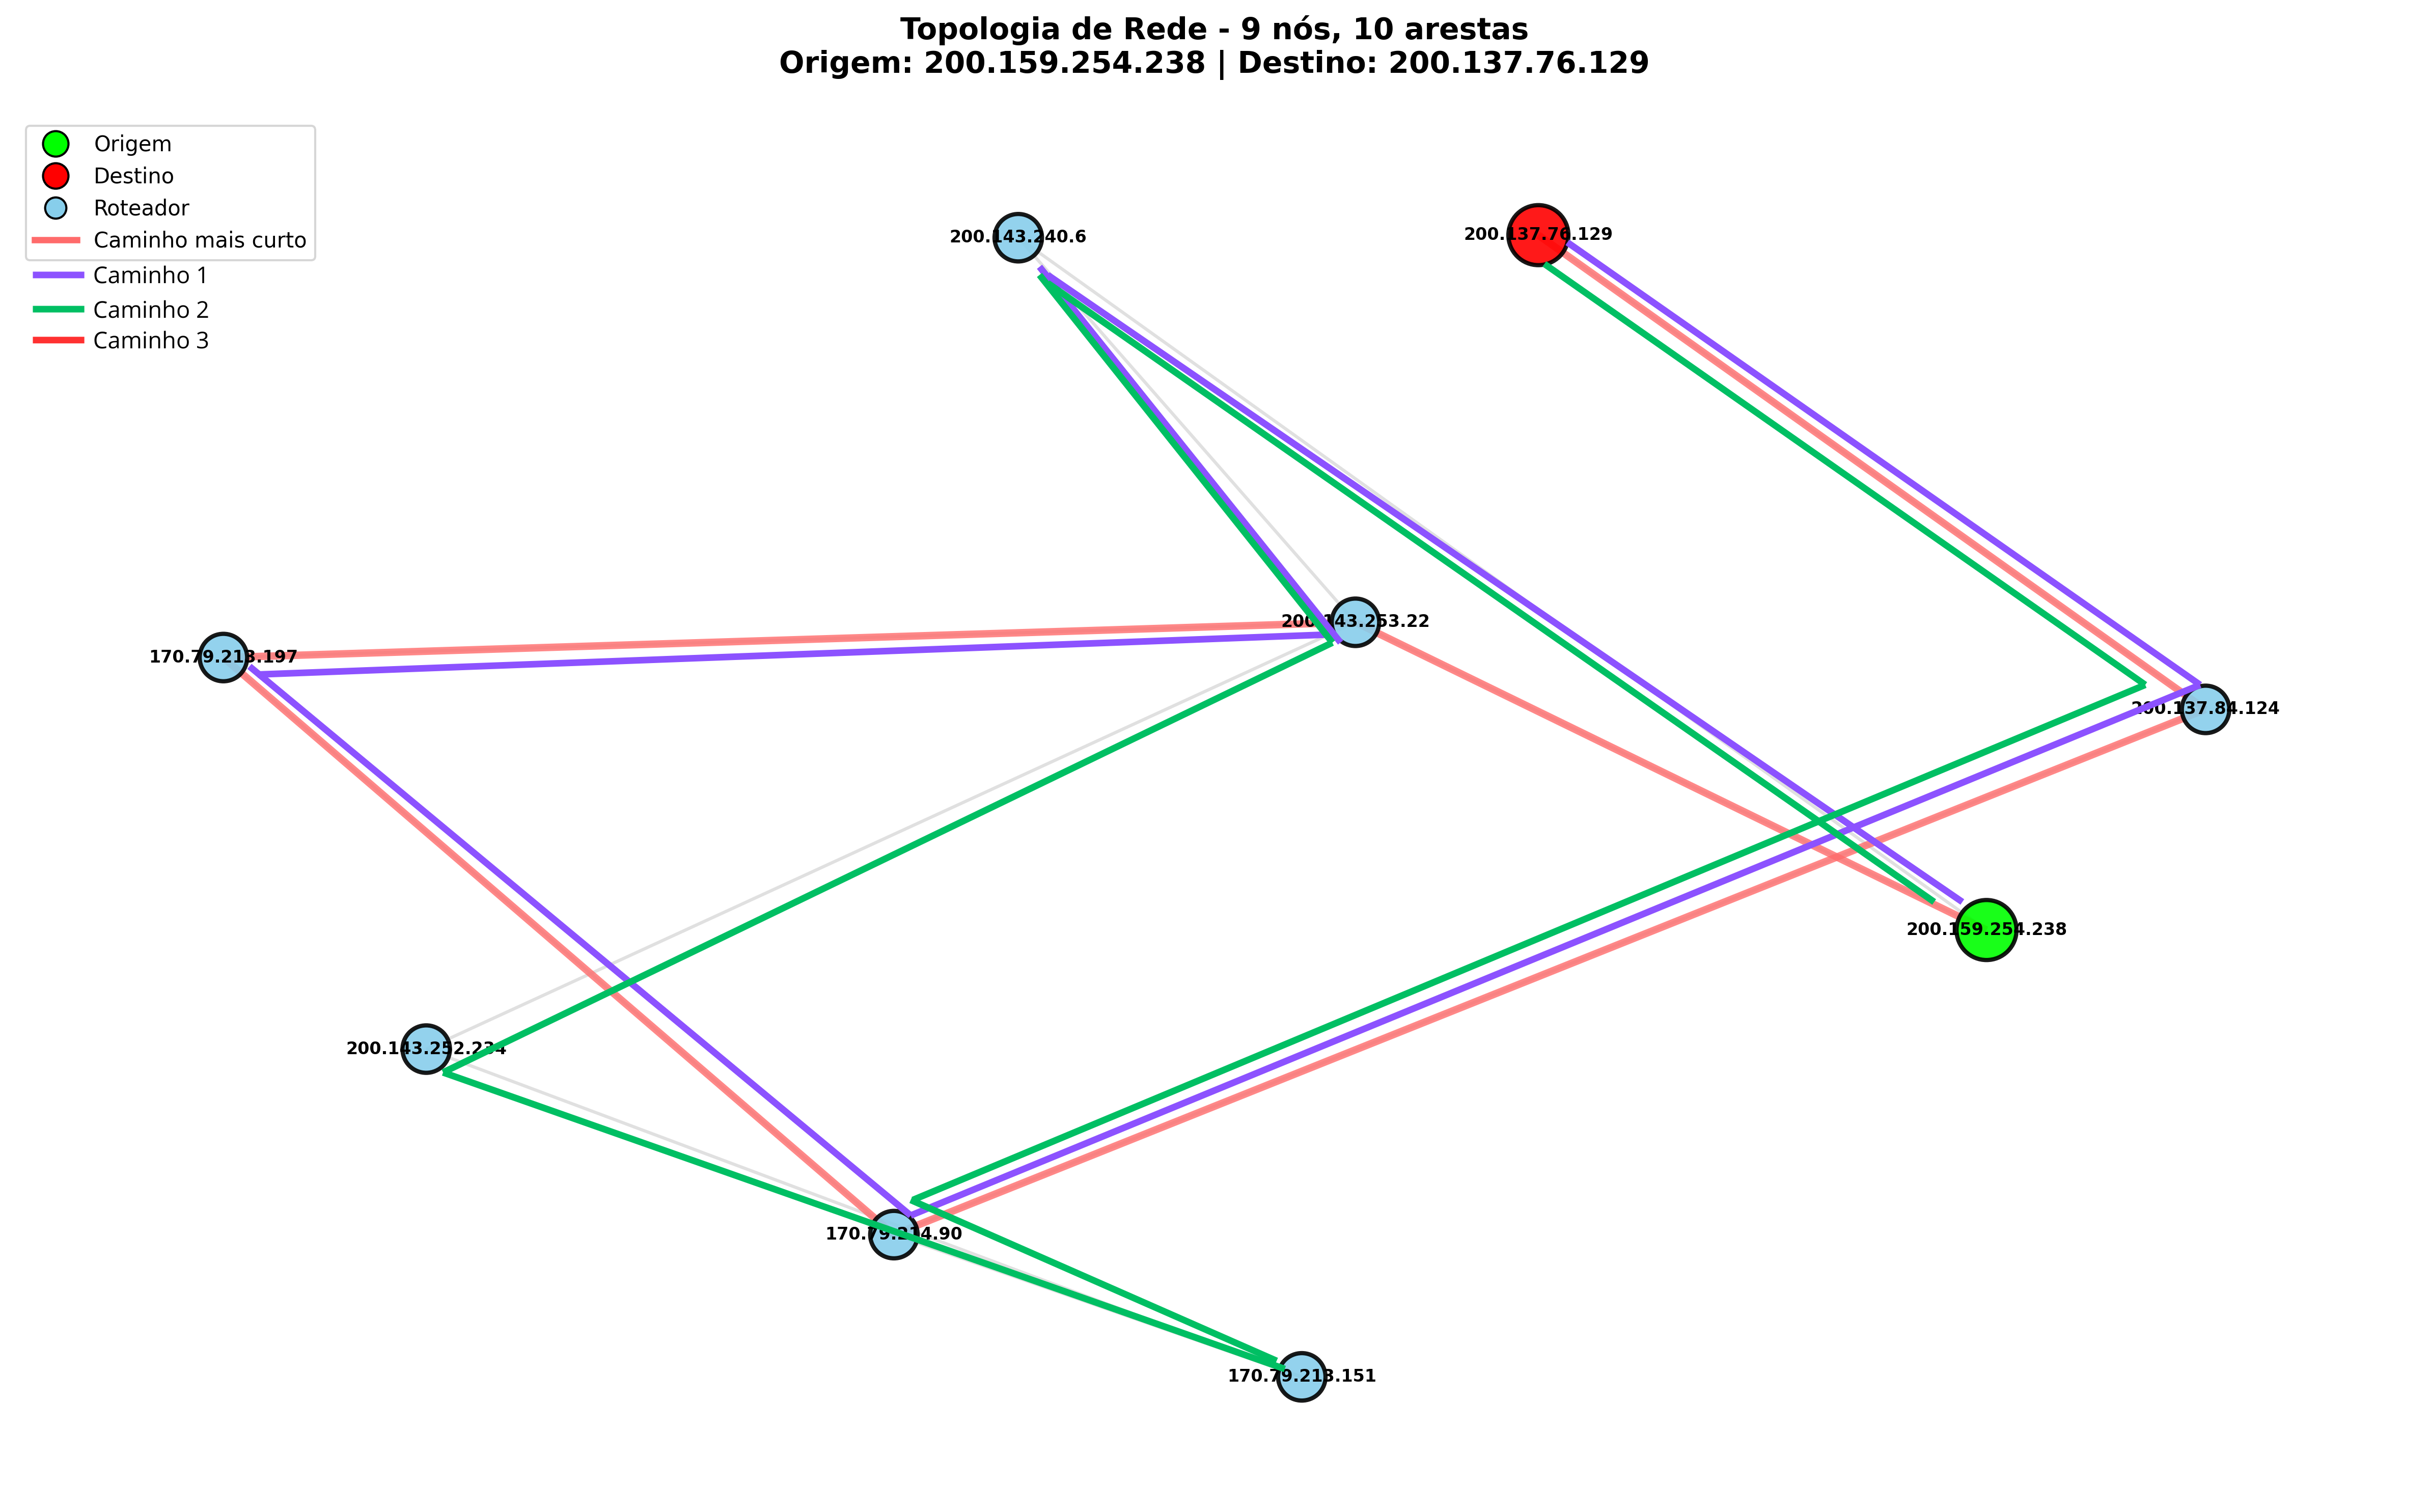 Topologia de Rede - 9 nós, 10 arestas
Origem: 200.159.254.238 | Destino: 200.137.76.129
Origem
Destino
Roteador
Caminho mais curto
Caminho 1
Caminho 2
Caminho 3
200.143.240.6
200.137.76.129
200.143.253.22
170.79.213.197
200.137.84.124
200.159.254.238
200.143.252.234
170.79.214.90
170.79.213.151